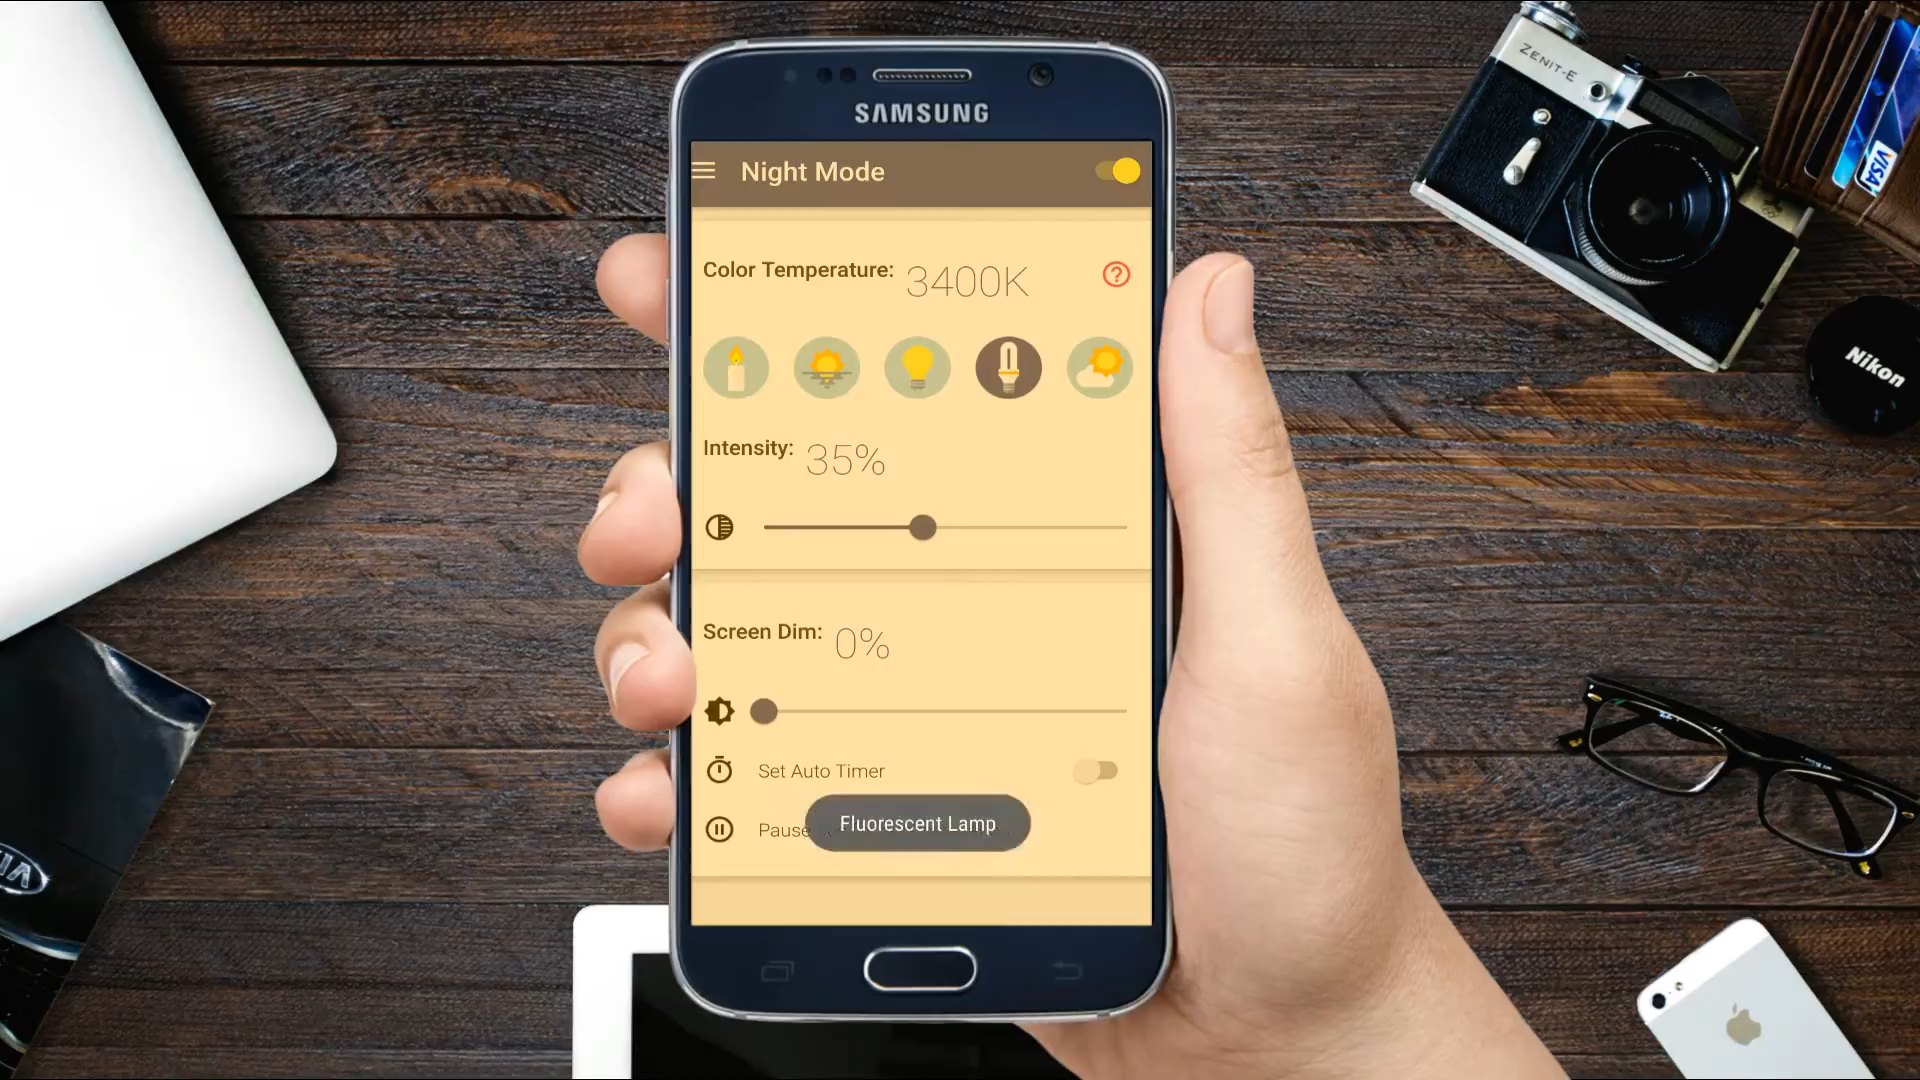 SAMSUNG
Night Mode
Color Temperature: 3400K
Intensity: 35%
Screen Dim: 0%
Set Auto Timer
Pause
Fluorescent Lamp
ZENIT-E
VISA
Nikon